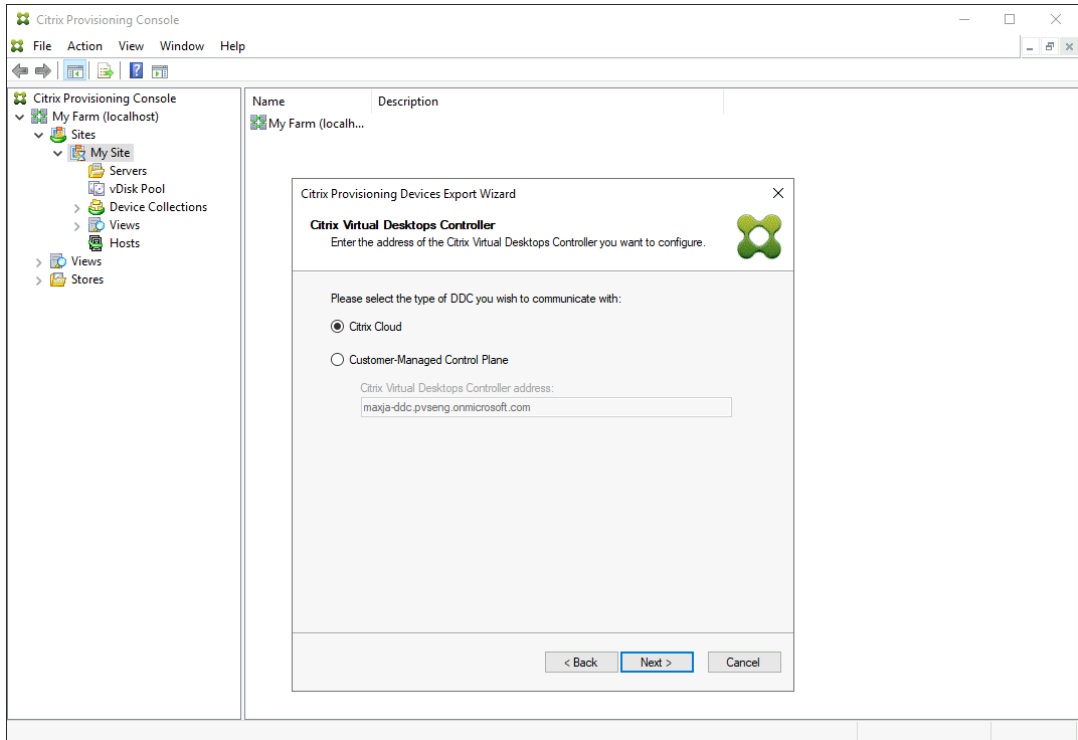 Citrix Provisioning Console
File Action View Window Help
Citrix Provisioning Console
My Farm (localhost)
Sites
My Site
Servers
vDisk Pool
Device Collections
Views
Hosts
Views
Stores
Name Description
My Farm (localh...
Citrix Provisioning Devices Export Wizard
Citrix Virtual Desktops Controller
Enter the address of the Citrix Virtual Desktops Controller you want to configure.
Please select the type of DDC you wish to communicate with:
Citrix Cloud
Customer-Managed Control Plane
Citrix Virtual Desktops Controller address:
maxja-ddc.pvseng.onmicrosoft.com
< Back Next > Cancel